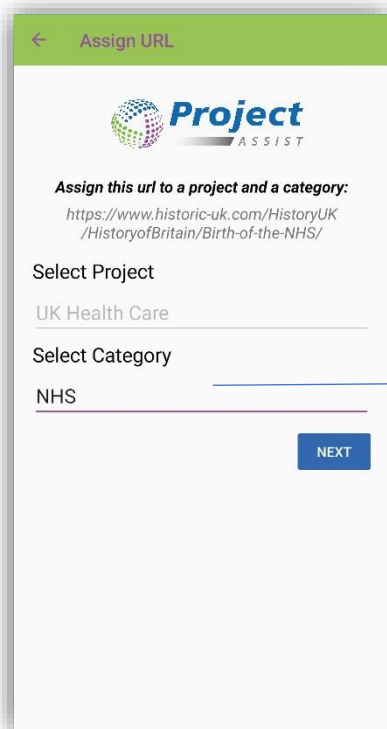 Assign URL
Project
ASSIST
Assign this url to a project and a category:
https://www.historic-uk.com/HistoryUK
/HistoryofBritain/Birth-of-the-NHS/
Select Project
UK Health Care
Select Category
NHS
NEXT